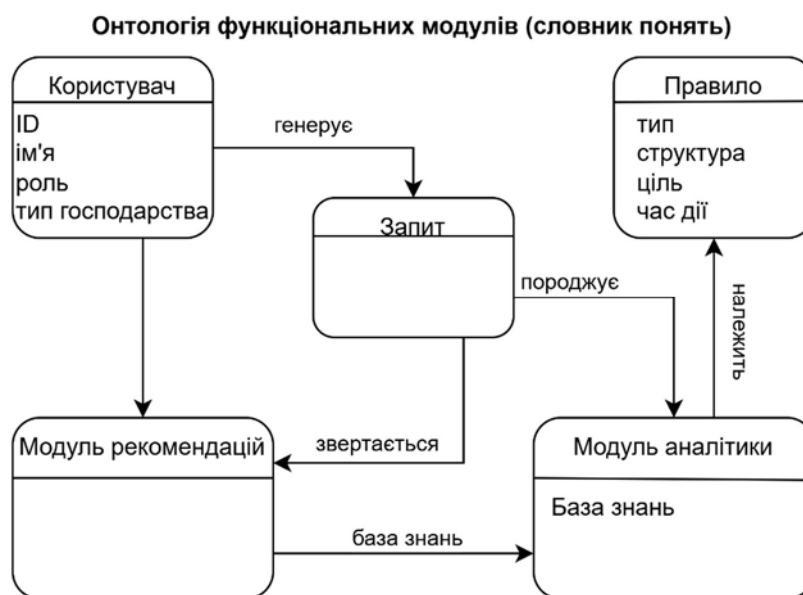 Онтологія функціональних модулів (словник понять)
Користувач
ID
ім'я
роль
тип господарства
генерує
Запит
Правило
тип
структура
ціль
час дії
породжує
належить
звертається
Модуль рекомендацій
база знань
Модуль аналітики
База знань